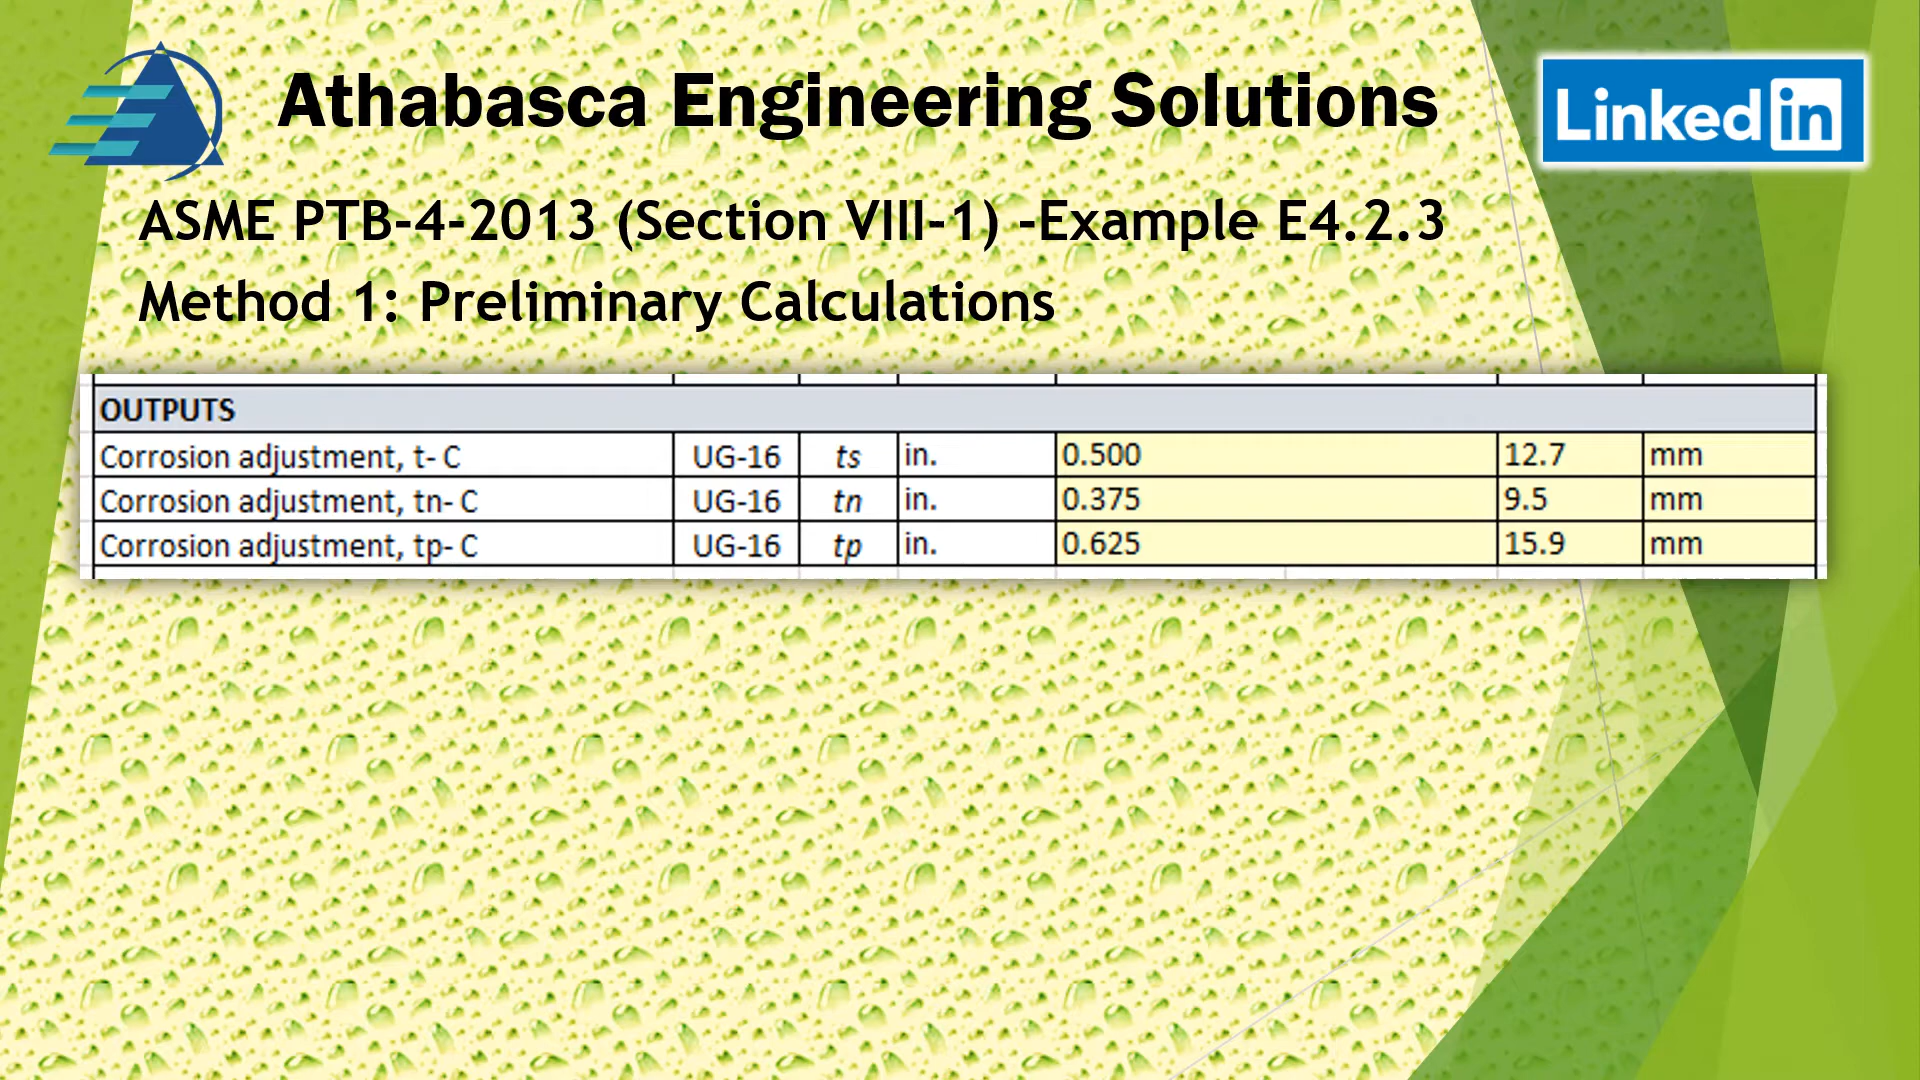 Athabasca Engineering Solutions
Linked in
ASME PTB-4-2013 (Section VIII-1) -Example E4.2.3
Method 1: Preliminary Calculations
OUTPUTS
Corrosion adjustment, t- C UG-16 ts in. 0.500 12.7 mm
Corrosion adjustment, tn- C UG-16 tn in. 0.375 9.5 mm
Corrosion adjustment, tp- C UG-16 tp in. 0.625 15.9 mm